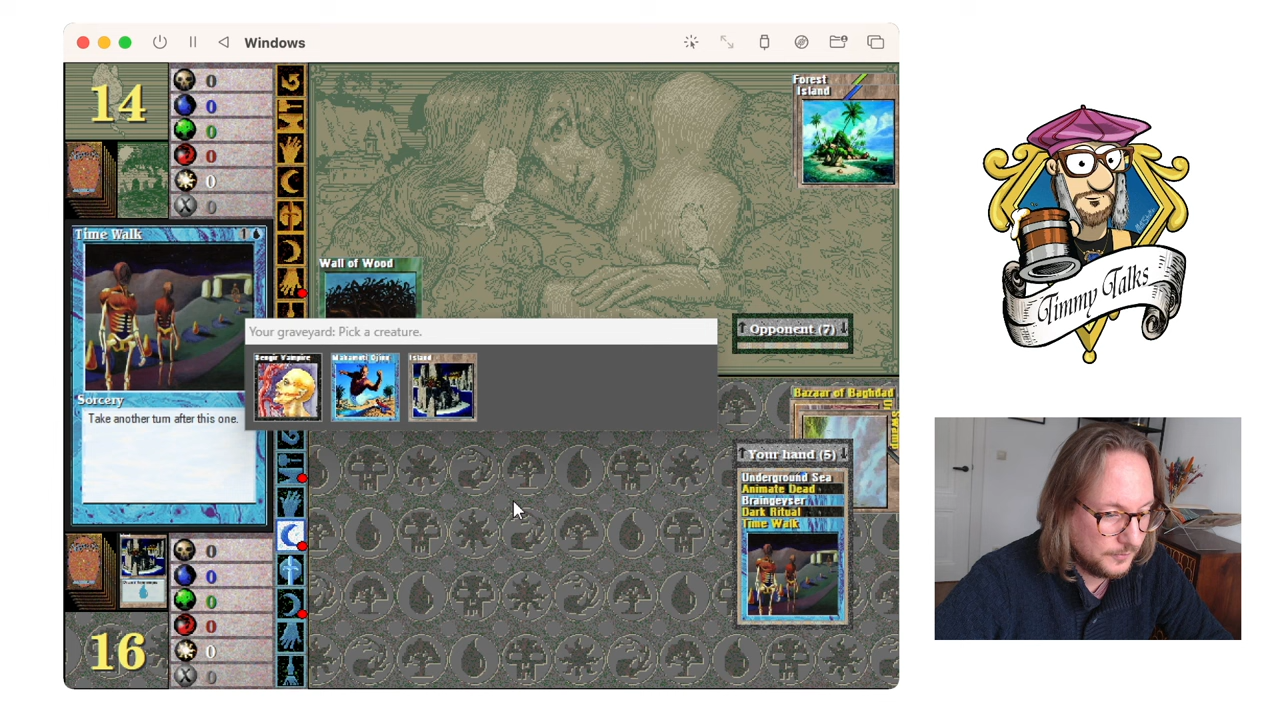 Windows
14
0
0
0
0
0
0
Forest
Island
Wall of Wood
Time Walk
1
Sorcery
Take another turn after this one.
Your graveyard: Pick a creature.
Sengir Vampire
Mahamoti Djinn
Island
Opponent (7)
Bazaar of Baghdad
Swamp
Your hand (5)
Underground Sea
Animate Dead
Braingeyser
Dark Ritual
Time Walk
0
0
0
0
0
0
16
Timmy Talks